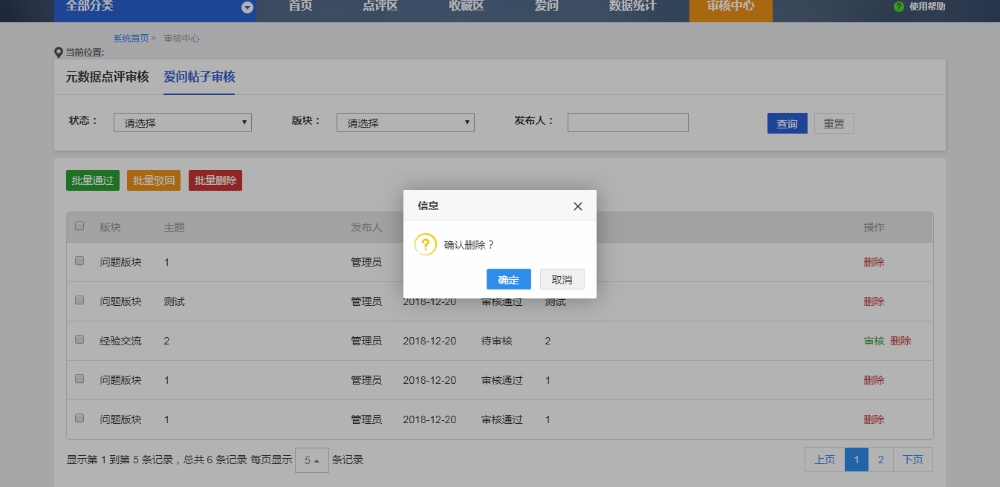 全部分类 首页 点评区 收藏区 爱问 数据统计 审核中心 ? 使用帮助
系统首页 > 审核中心
当前位置:
元数据点评审核 爱问帖子审核
状态： 请选择 版块： 请选择 发布人： 查询 重置
批量通过 批量驳回 批量删除
信息
? 确认删除？
确定 取消
版块 主题 发布人 操作
问题版块 1 管理员 删除
问题版块 测试 管理员 2018-12-20 审核通过 测试 删除
经验交流 2 管理员 2018-12-20 待审核 2 审核 删除
问题版块 1 管理员 2018-12-20 审核通过 1 删除
问题版块 1 管理员 2018-12-20 审核通过 1 删除
显示第 1 到第 5 条记录，总共 6 条记录 每页显示 5 条记录 上页 1 2 下页